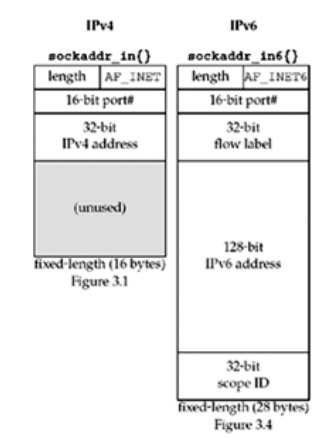 IPv4
sockaddr_in{}
length AF_INET
16-bit port#
32-bit
IPv4 address
(unused)
fixed-length (16 bytes)
Figure 3.1
IPv6
sockaddr_in6{}
length AF_INET6
16-bit port#
32-bit
flow label
128-bit
IPv6 address
32-bit
scope ID
fixed-length (28 bytes)
Figure 3.4